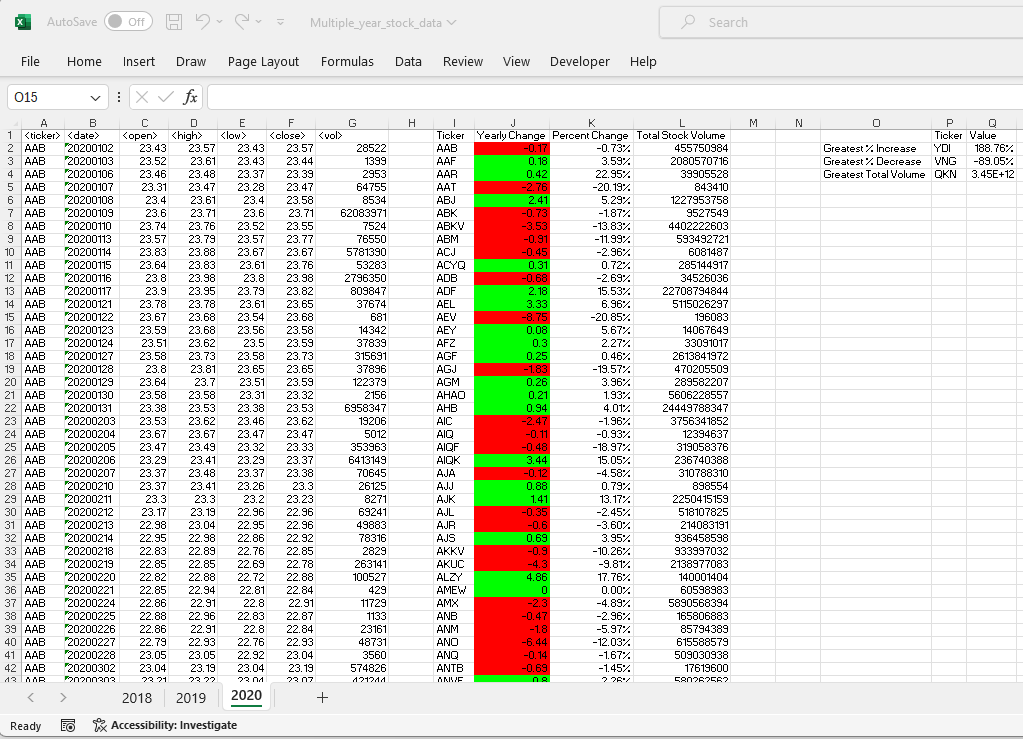 AutoSave Off Multiple_year_stock_data Search
File Home Insert Draw Page Layout Formulas Data Review View Developer Help
O15 fx
A B C D E F G H I J K L M N O P Q
1 <ticker> <date> <open> <high> <low> <close> <vol> Ticker Yearly Change Percent Change Total Stock Volume Ticker Value
2 AAB 20200102 23.43 23.57 23.43 23.57 28522 AAB -0.17 -0.73% 455750984 Greatest % Increase YDI 188.76%
3 AAB 20200103 23.52 23.61 23.43 23.44 1399 AAF 0.18 3.59% 2080570716 Greatest % Decrease VNG -89.05%
4 AAB 20200106 23.46 23.48 23.37 23.39 2953 AAR 0.42 22.95% 39905528 Greatest Total Volume QKN 3.45E+12
5 AAB 20200107 23.31 23.47 23.28 23.47 64755 AAT -2.76 -20.19% 843410
6 AAB 20200108 23.4 23.61 23.4 23.58 8534 ABJ 2.41 5.29% 1227953758
7 AAB 20200109 23.6 23.71 23.6 23.71 62083971 ABK -0.73 -1.87% 9527549
8 AAB 20200110 23.74 23.76 23.52 23.55 7524 ABKV -3.53 -13.83% 4402222603
9 AAB 20200113 23.57 23.79 23.57 23.77 76550 ABM -0.91 -11.99% 593492721
10 AAB 20200114 23.83 23.88 23.67 23.67 5781390 ACJ -0.45 -2.96% 6081487
11 AAB 20200115 23.64 23.83 23.61 23.76 53283 ACYQ 0.31 0.72% 285144917
12 AAB 20200116 23.8 23.98 23.8 23.98 2796350 ADB -0.68 -2.69% 34526036
13 AAB 20200117 23.9 23.95 23.79 23.82 809847 ADF 2.18 15.53% 22708794844
14 AAB 20200121 23.78 23.78 23.61 23.65 37674 AEL 3.33 6.96% 5115026297
15 AAB 20200122 23.67 23.68 23.54 23.68 681 AEV -8.75 -20.85% 196083
16 AAB 20200123 23.59 23.68 23.56 23.58 14342 AEY 0.08 5.67% 14067649
17 AAB 20200124 23.51 23.62 23.5 23.59 37839 AFZ 0.3 2.27% 33091017
18 AAB 20200127 23.58 23.73 23.58 23.73 315691 AGF 0.25 0.46% 2613841972
19 AAB 20200128 23.8 23.81 23.65 23.65 37896 AGJ -1.83 -19.57% 470205509
20 AAB 20200129 23.64 23.7 23.51 23.59 122379 AGM 0.26 3.96% 289582207
21 AAB 20200130 23.58 23.58 23.31 23.32 2156 AHAO 0.21 1.93% 5606228557
22 AAB 20200131 23.38 23.53 23.38 23.53 6958347 AHB 0.94 4.01% 24449788347
23 AAB 20200203 23.53 23.62 23.46 23.62 19206 AIC -2.47 -1.96% 3756341852
24 AAB 20200204 23.67 23.67 23.47 23.47 5012 AIQ -0.11 -0.93% 12394637
25 AAB 20200205 23.47 23.49 23.32 23.33 353963 AIQF -0.48 -18.97% 319058376
26 AAB 20200206 23.29 23.41 23.29 23.37 6413149 AIQK 3.44 15.05% 236740388
27 AAB 20200207 23.37 23.48 23.37 23.38 70645 AJA -0.12 -4.58% 310788310
28 AAB 20200210 23.37 23.41 23.26 23.3 26125 AJJ 0.88 0.79% 898554
29 AAB 20200211 23.3 23.3 23.2 23.23 8271 AJK 1.41 13.17% 2250415159
30 AAB 20200212 23.17 23.19 22.96 22.96 69241 AJL -0.35 -2.45% 518107825
31 AAB 20200213 22.98 23.04 22.95 22.96 49883 AJR -0.6 -3.60% 214083191
32 AAB 20200214 22.95 22.98 22.86 22.92 78316 AJS 0.69 3.95% 936458598
33 AAB 20200218 22.83 22.89 22.76 22.85 2829 AKKV -0.9 -10.26% 933997032
34 AAB 20200219 22.85 22.85 22.69 22.78 263141 AKUC -4.3 -9.81% 2138977083
35 AAB 20200220 22.82 22.88 22.72 22.88 100527 ALZY 4.86 17.76% 140001404
36 AAB 20200221 22.85 22.94 22.81 22.84 429 AMEW 0 0.00% 60598983
37 AAB 20200224 22.86 22.91 22.8 22.91 11729 AMX -2.3 -4.89% 5890568394
38 AAB 20200225 22.88 22.96 22.83 22.87 1133 ANB -0.47 -2.96% 165806883
39 AAB 20200226 22.86 22.91 22.8 22.84 23161 ANM -1.8 -5.97% 85794389
40 AAB 20200227 22.79 22.93 22.76 22.93 48731 ANO -6.44 -12.03% 615588579
41 AAB 20200228 23.05 23.05 22.92 23.04 3560 ANQ -0.14 -1.67% 509030938
42 AAB 20200302 23.04 23.19 23.04 23.19 574826 ANTB -0.69 -1.45% 17619600
43 AAB 20200303 23.21 23.22 23.04 23.07 421244 ANVF 0.8 2.26% 580262562
2018 2019 2020
Ready Accessibility: Investigate